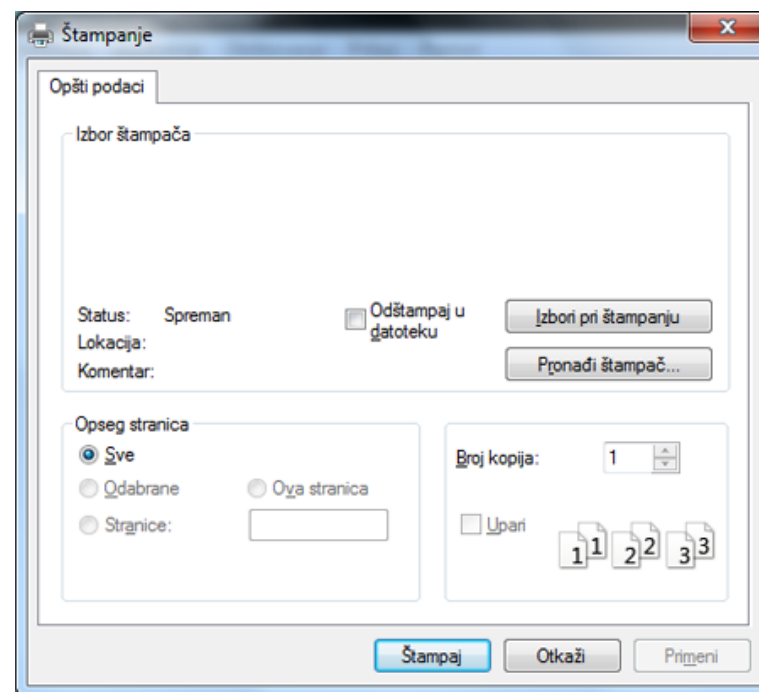 Štampanje
Opšti podaci
Izbor štampača
Status: Spreman
Lokacija:
Komentar:
Odštampaj u
datoteku
Izbori pri štampanju
Pronađi štampač...
Opseg stranica
Sve
Odabrane Ova stranica
Stranice:
Broj kopija: 1
Upari
1 1 2 2 3 3
Štampaj Otkaži Primeni